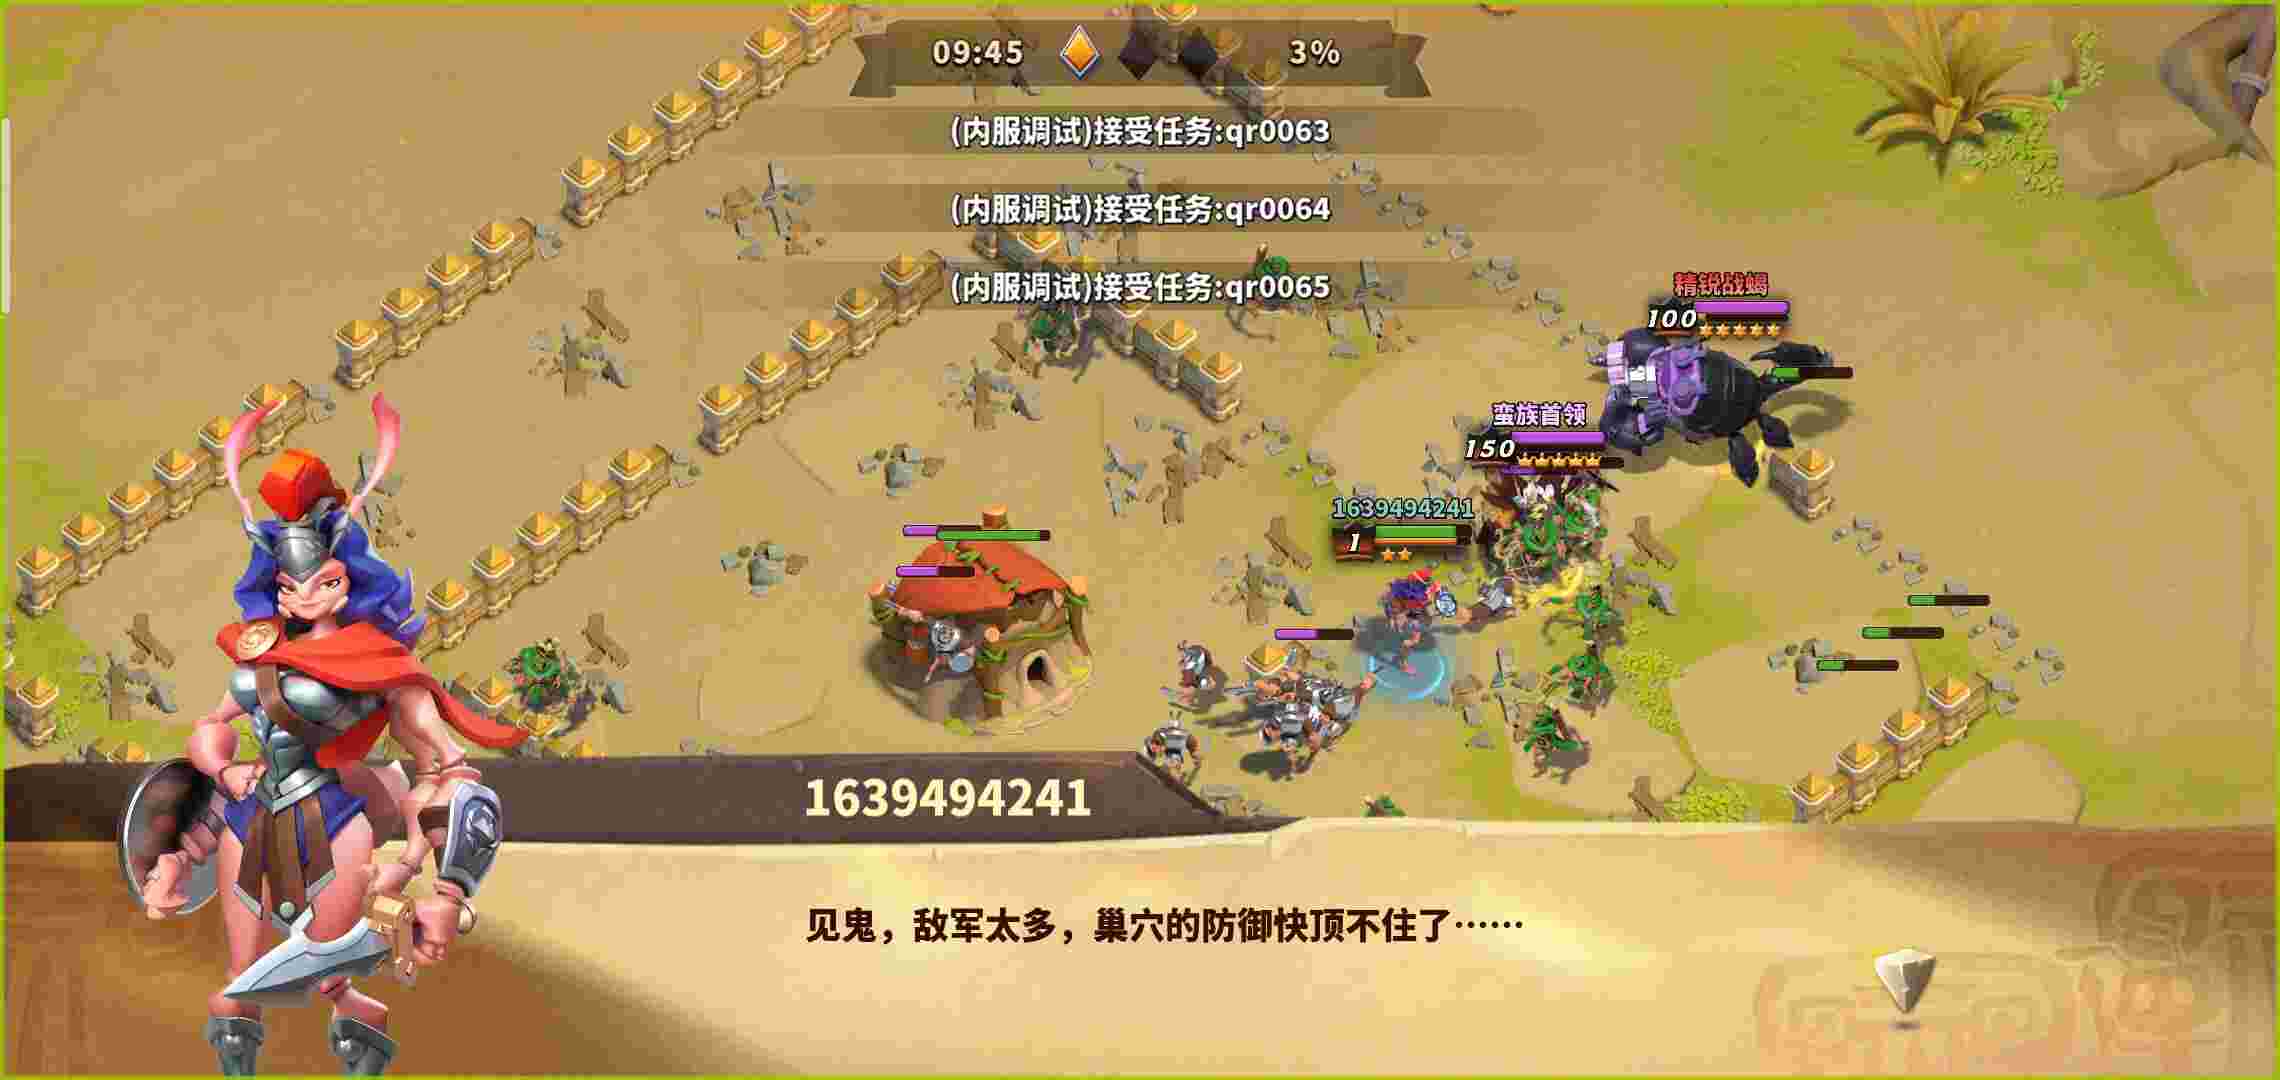 09:45 3%
(内服调试)接受任务:qr0063
(内服调试)接受任务:qr0064
(内服调试)接受任务:qr0065
精锐战蝎
100
蛮族首领
150
1639494241
1
1639494241
见鬼，敌军太多，巢穴的防御快顶不住了……